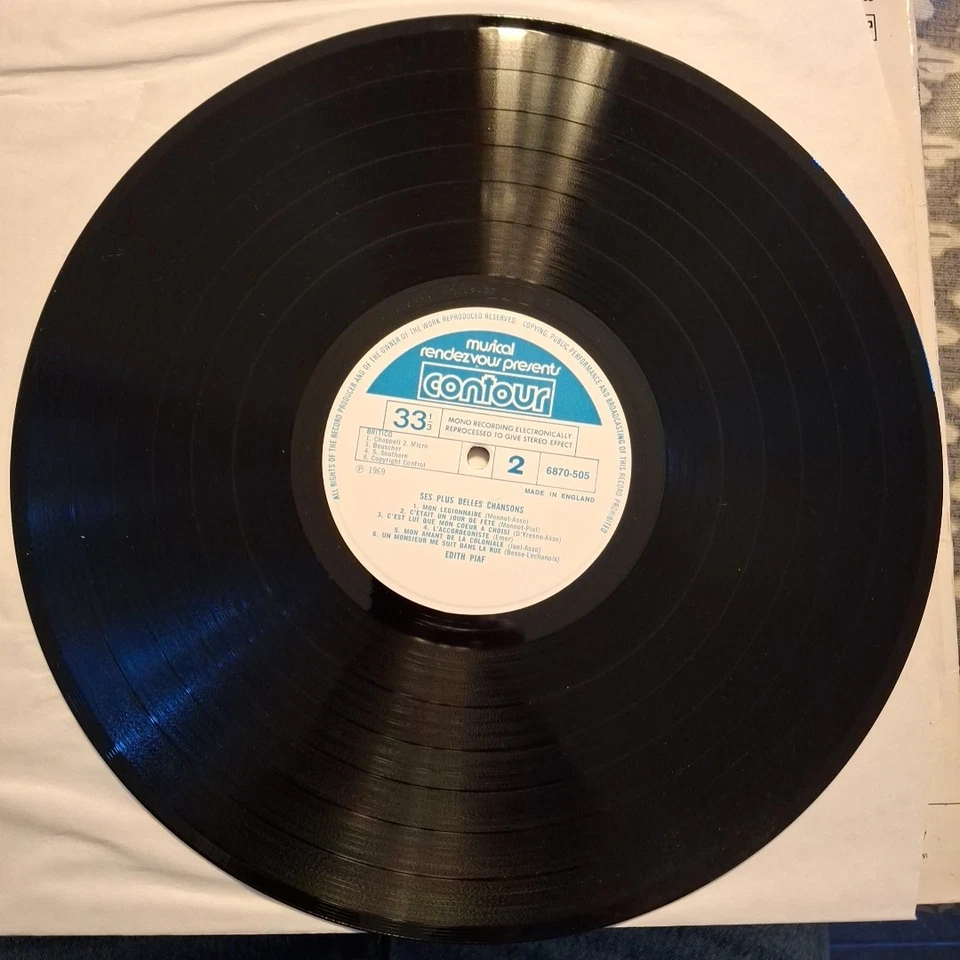 ALL RIGHTS OF THE RECORD PRODUCER AND OF THE OWNER OF THE WORK REPRODUCED RESERVED. COPYING, PUBLIC PERFORMANCE AND BROADCASTING OF THIS RECORD PROHIBITED
musical
rendezvous presents
contour
33 1/3
MONO RECORDING ELECTRONICALLY
REPROCESSED TO GIVE STEREO EFFECT
BRITICO
1. Chappell 2. Micro
3. Beuscher
4. 5. Southern
6. Copyright Control
2
6870-505
℗ 1969
MADE IN ENGLAND
SES PLUS BELLES CHANSONS
1. MON LEGIONNAIRE (Monnot-Asso)
2. C'ETAIT UN JOUR DE FÊTE (Monnot-Piaf)
3. C'EST LUI QUE MON COEUR A CHOISI (D'Yresne-Asso)
4. L'ACCORDEONISTE (Emer)
5. MON AMANT DE LA COLONIALE (Juel-Asso)
6. UN MONSIEUR ME SUIT DANS LA RUE (Besse-Lechanois)
EDITH PIAF